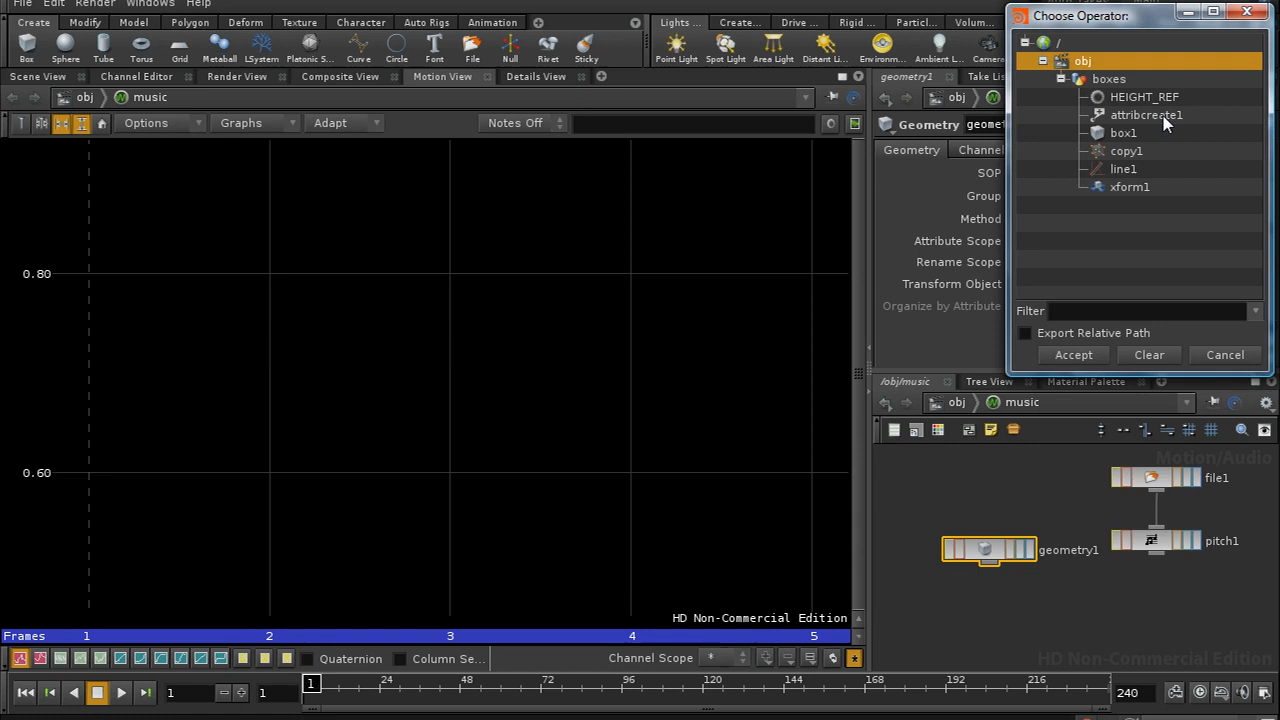 File Edit Render Windows Help
Create Modify Model Polygon Deform Texture Character Auto Rigs Animation
Lights... Create... Drive ... Rigid ... Particl... Volum...
Box Sphere Tube Torus Grid Metaball LSystem Platonic S... Curve Circle Font File Rivet Sticky
Point Light Spot Light Area Light Distant Li... Environm... Ambient L... Camera
Scene View Channel Editor Render View Composite View Motion View Details View
obj music
Options Graphs Adapt Notes Off
0.80
0.60
HD Non-Commercial Edition
Frames 1 2 3 4 5
Quaternion Column Se... Channel Scope *
1 1 1 24 48 72 96 120 144 168 192 216 240
geometry1 Take Lis
obj
Geometry geomet
Geometry Channel
SOP
Group
Method
Attribute Scope
Rename Scope
Transform Object
Organize by Attribute
Choose Operator:
/
obj
boxes
HEIGHT_REF
attribcreate1
box1
copy1
line1
xform1
Filter
Export Relative Path
Accept Clear Cancel
/obj/music Tree View Material Palette
obj music
Motion/Audio
file1
pitch1
geometry1
HD Non-Commercial Edition